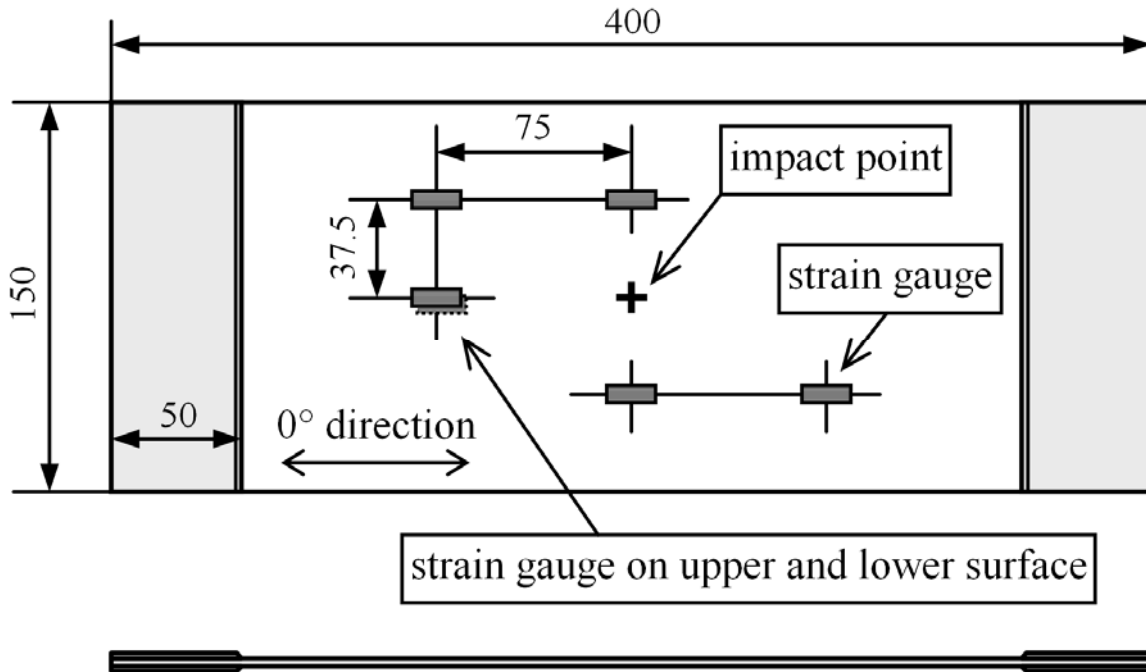 400
75
impact point
37.5
strain gauge
150
50
0° direction
strain gauge on upper and lower surface